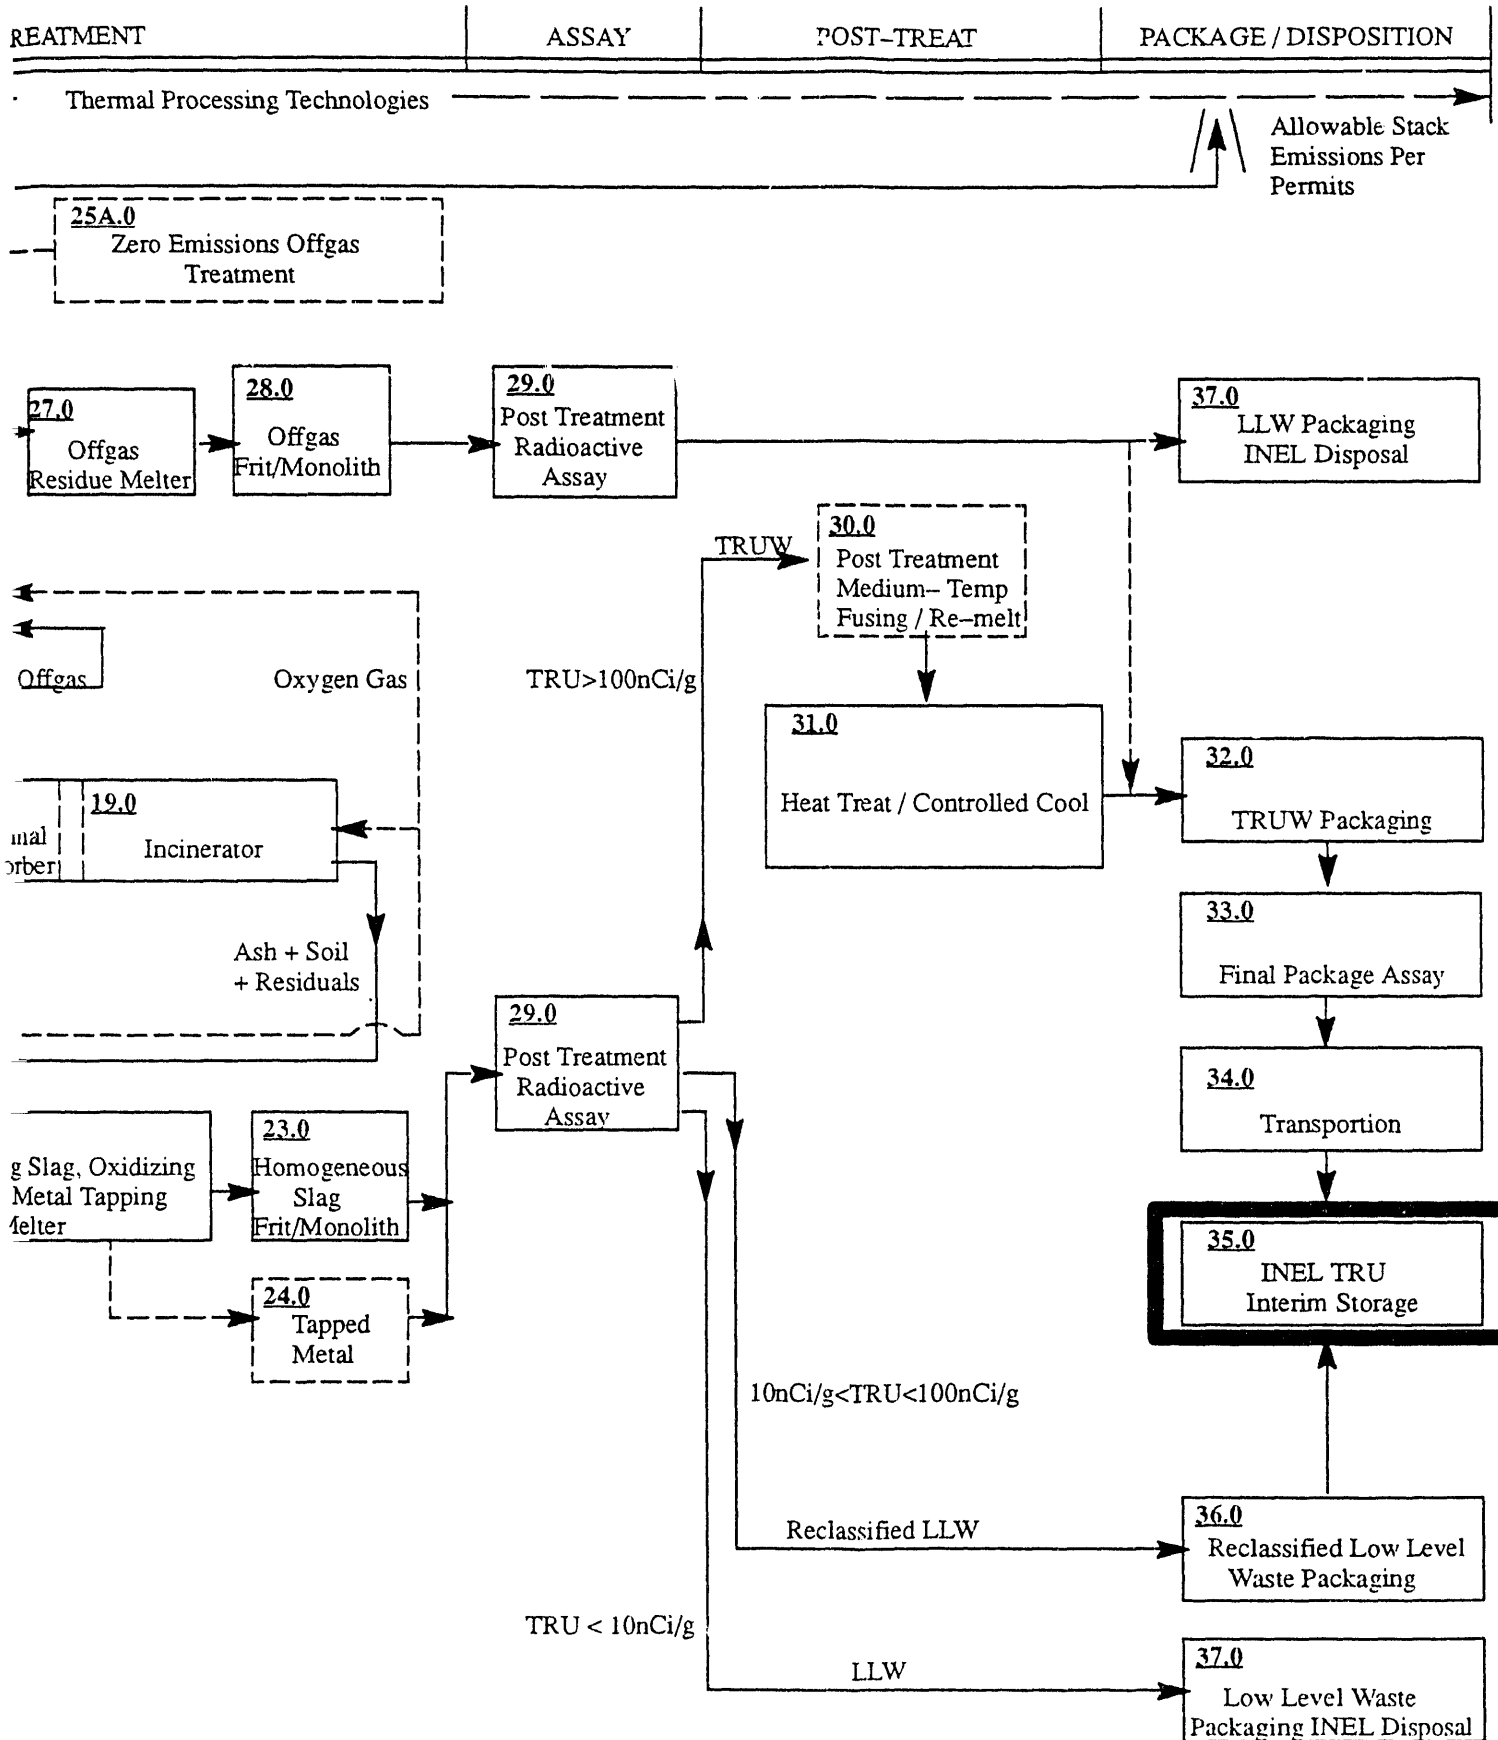 REATMENT
ASSAY
POST-TREAT
PACKAGE / DISPOSITION
Thermal Processing Technologies
Allowable Stack
Emissions Per
Permits
25A.0
Zero Emissions Offgas
Treatment
27.0
Offgas
Residue Melter
28.0
Offgas
Frit/Monolith
29.0
Post Treatment
Radioactive
Assay
37.0
LLW Packaging
INEL Disposal
TRUW
30.0
Post Treatment
Medium- Temp
Fusing / Re-melt
Offgas
Oxygen Gas
TRU>100nCi/g
31.0
Heat Treat / Controlled Cool
32.0
TRUW Packaging
19.0
Incinerator
mal
orber
33.0
Final Package Assay
Ash + Soil
+ Residuals
29.0
Post Treatment
Radioactive
Assay
34.0
Transportion
g Slag, Oxidizing
Metal Tapping
Melter
23.0
Homogeneous
Slag
Frit/Monolith
24.0
Tapped
Metal
35.0
INEL TRU
Interim Storage
10nCi/g<TRU<100nCi/g
Reclassified LLW
36.0
Reclassified Low Level
Waste Packaging
TRU < 10nCi/g
LLW
37.0
Low Level Waste
Packaging INEL Disposal